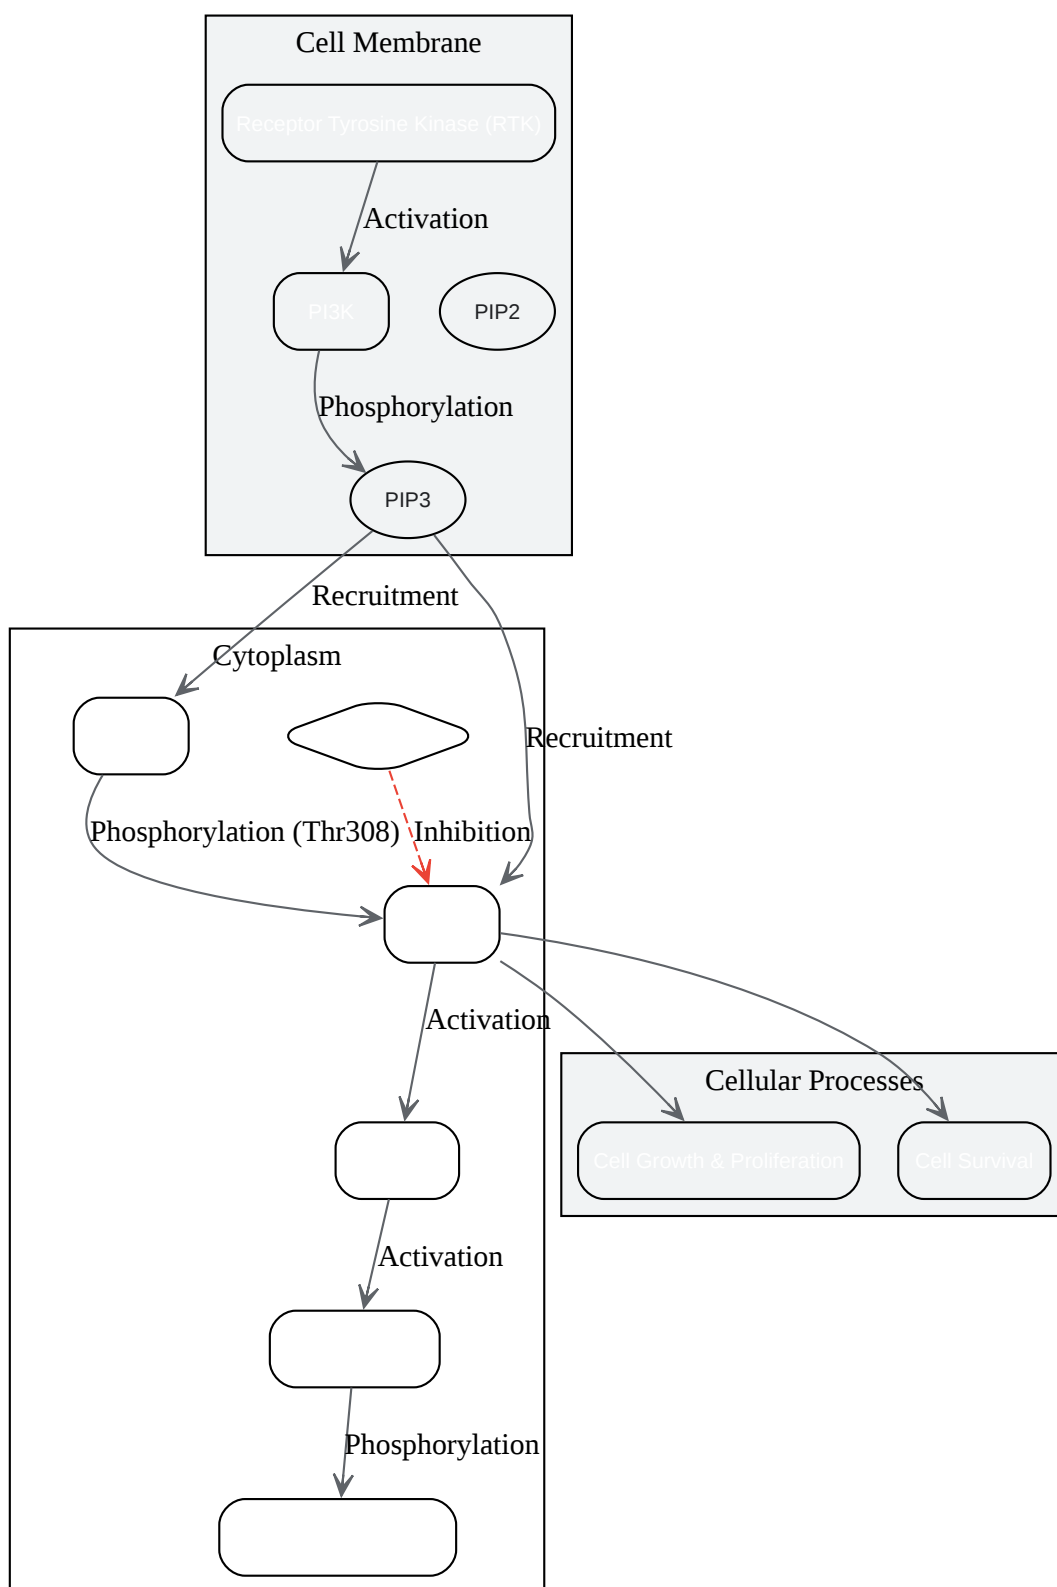 Cell Membrane
Receptor Tyrosine Kinase (RTK)
Activation
PI3K
PIP2
Phosphorylation
PIP3
Recruitment
Cytoplasm
Recruitment
Phosphorylation (Thr308)
Inhibition
Activation
Cellular Processes
Cell Growth & Proliferation
Cell Survival
Activation
Phosphorylation